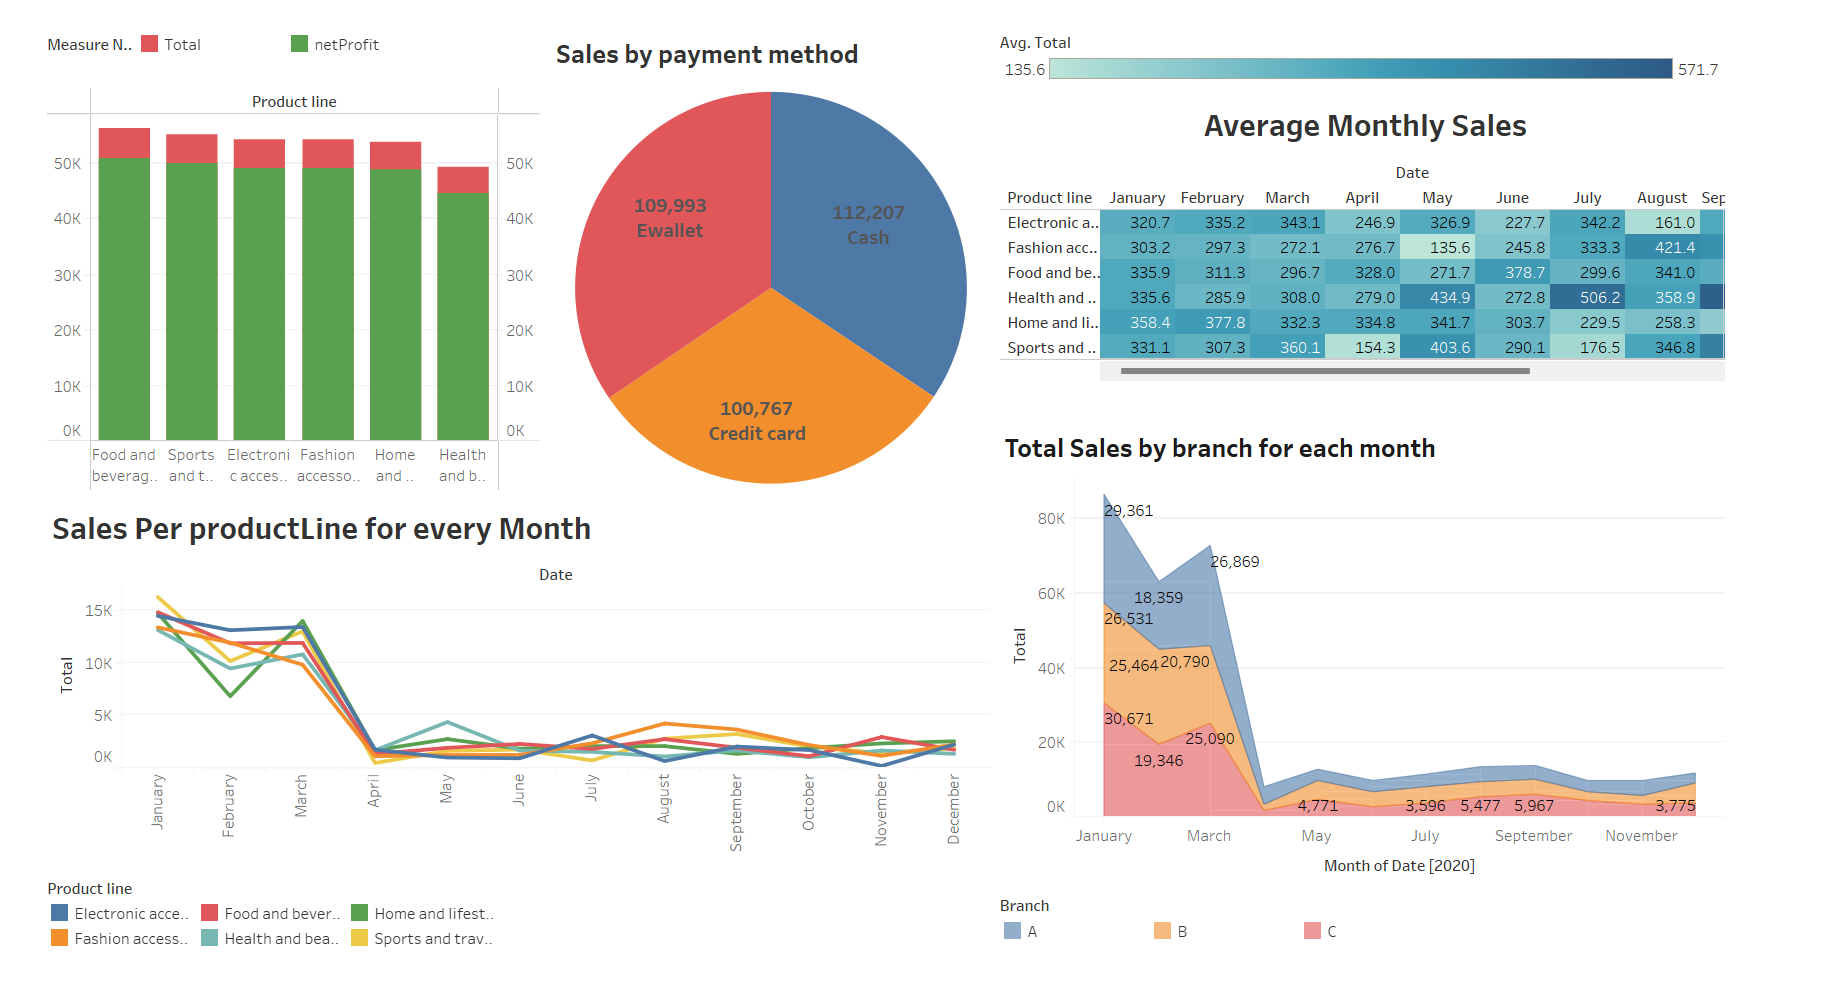 Measure N.. Total netProfit
Product line
50K 50K
40K 40K
30K 30K
20K 20K
10K 10K
0K 0K
Food and beverag.. Sports and t.. Electroni c acces.. Fashion accesso.. Home and .. Health and b..
Sales by payment method
109,993
Ewallet
112,207
Cash
100,767
Credit card
Avg. Total
135.6 571.7
Average Monthly Sales
Date
Product line January February March April May June July August Sep
Electronic a.. 320.7 335.2 343.1 246.9 326.9 227.7 342.2 161.0
Fashion acc.. 303.2 297.3 272.1 276.7 135.6 245.8 333.3 421.4
Food and be.. 335.9 311.3 296.7 328.0 271.7 378.7 299.6 341.0
Health and .. 335.6 285.9 308.0 279.0 434.9 272.8 506.2 358.9
Home and li.. 358.4 377.8 332.3 334.8 341.7 303.7 229.5 258.3
Sports and .. 331.1 307.3 360.1 154.3 403.6 290.1 176.5 346.8
Sales Per productLine for every Month
Date
Total
15K
10K
5K
0K
January February March April May June July August September October November December
Product line
Electronic acce.. Food and bever.. Home and lifest..
Fashion access.. Health and bea.. Sports and trav..
Total Sales by branch for each month
Total
80K
60K
40K
20K
0K
29,361
26,869
18,359
26,531
25,464 20,790
30,671
25,090
19,346
4,771 3,596 5,477 5,967 3,775
January March May July September November
Month of Date [2020]
Branch
A B C